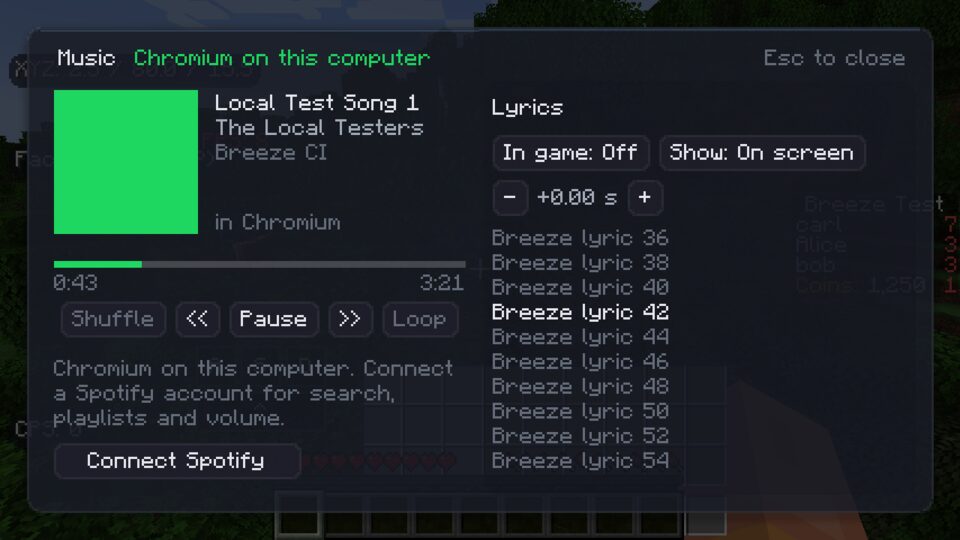 Music Chromium on this computer
Esc to close
Local Test Song 1
The Local Testers
Breeze CI
in Chromium
0:43
3:21
Shuffle
<<
Pause
>>
Loop
Chromium on this computer. Connect
a Spotify account for search,
playlists and volume.
Connect Spotify
Lyrics
In game: Off
Show: On screen
-
+0.00 s
+
Breeze lyric 36
Breeze lyric 38
Breeze lyric 40
Breeze lyric 42
Breeze lyric 44
Breeze lyric 46
Breeze lyric 48
Breeze lyric 50
Breeze lyric 52
Breeze lyric 54
Breeze Test
carl 7
Alice 3
bob 3
Coins: 1,250 1